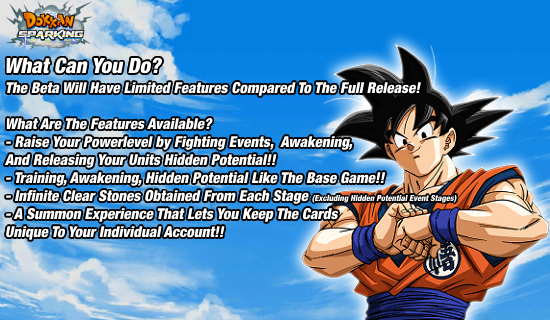 DOKKAN
SPARKING
What Can You Do?
The Beta Will Have Limited Features Compared To The Full Release!
What Are The Features Available?
- Raise Your Powerlevel by Fighting Events, Awakening,
And Releasing Your Units Hidden Potential!!
- Training, Awakening, Hidden Potential Like The Base Game!!
- Infinite Clear Stones Obtained From Each Stage (Excluding Hidden Potential Event Stages)
- A Summon Experience That Lets You Keep The Cards
Unique To Your Individual Account!!